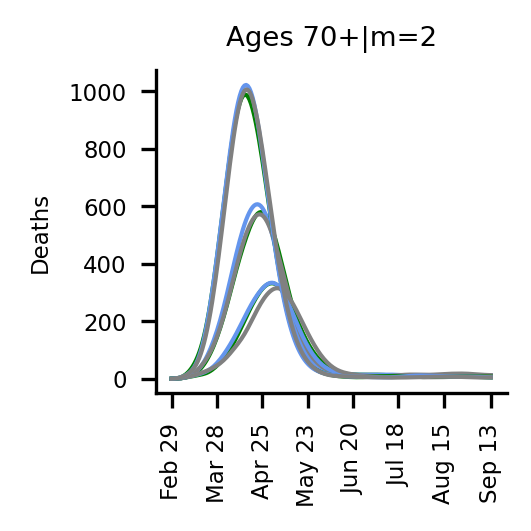 Ages 70+|m=2
Deaths
1000
800
600
400
200
0
Feb 29
Mar 28
Apr 25
May 23
Jun 20
Jul 18
Aug 15
Sep 13